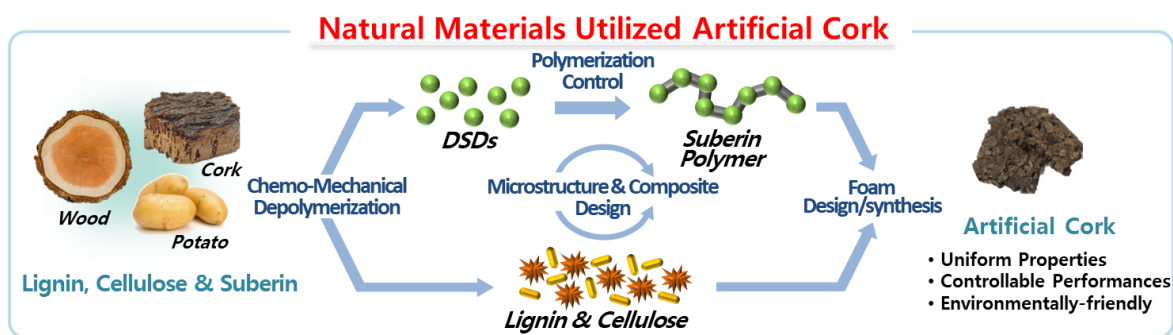 Natural Materials Utilized Artificial Cork
Cork
Wood
Potato
Lignin, Cellulose & Suberin
Chemo-Mechanical
Depolymerization
DSDs
Polymerization
Control
Suberin
Polymer
Microstructure & Composite
Design
Lignin & Cellulose
Foam
Design/synthesis
Artificial Cork
• Uniform Properties
• Controllable Performances
• Environmentally-friendly